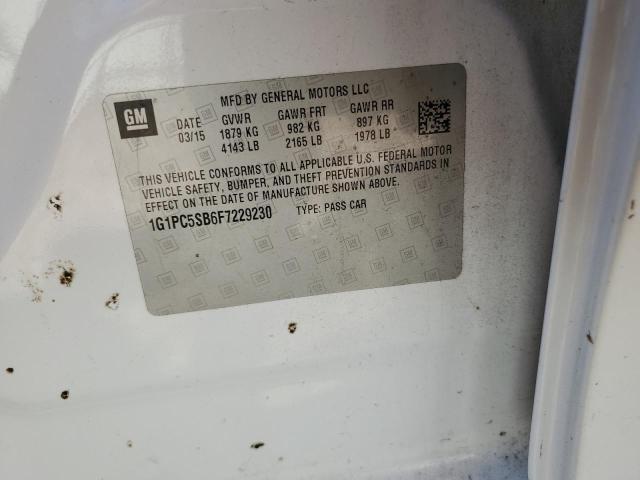 GM
MFD BY GENERAL MOTORS LLC
DATE GVWR GAWR FRT GAWR RR
03/15 1879 KG 982 KG 897 KG
4143 LB 2165 LB 1978 LB
THIS VEHICLE CONFORMS TO ALL APPLICABLE U.S. FEDERAL MOTOR
VEHICLE SAFETY, BUMPER, AND THEFT PREVENTION STANDARDS IN
EFFECT ON THE DATE OF MANUFACTURE SHOWN ABOVE.
1G1PC5SB6F7229230 TYPE: PASS CAR